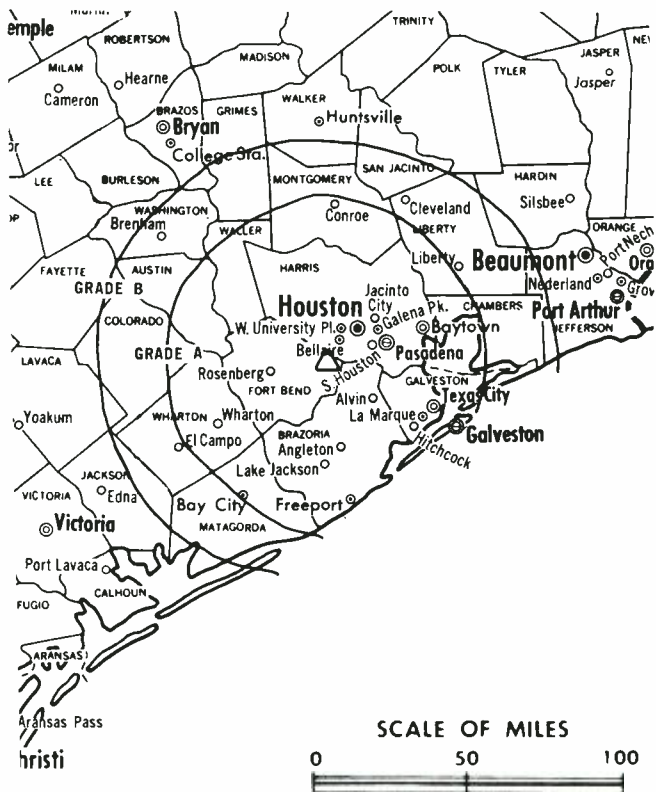 TRINITY
emple
ROBERTSON
MADISON
JASPER
NEW
MILAM
POLK
TYLER
Hearne
Jasper
Cameron
WALKER
BRAZOS
GRIMES
Huntsville
Bryan
College Sta.
SAN JACINTO
HARDIN
LEE
BURLESON
MONTGOMERY
Silsbee
WASHINGTON
Conroe
Cleveland
Brenham
WALLER
LIBERTY
ORANGE
Port Nech
Liberty
Beaumont
Ora
FAYETTE
AUSTIN
HARRIS
Nederland
Grov
GRADE B
Port Arthur
COLORADO
Houston
Jacinto
City
Galena Pk.
CHAMBERS
JEFFERSON
W. University Pl.
Baytown
GRADE A
Bellaire
S. Houston
Pasadena
LAVACA
Rosenberg
FORT BEND
GALVESTON
Alvin
Texas City
Yoakum
WHARTON
Wharton
La Marque
Galveston
El Campo
BRAZORIA
Hitchcock
Angleton
Lake Jackson
JACKSON
VICTORIA
Edna
Bay City
Freeport
Victoria
MATAGORDA
Port Lavaca
CALHOUN
FUGIO
ARANSAS
Aransas Pass
christi
SCALE OF MILES
0 50 100